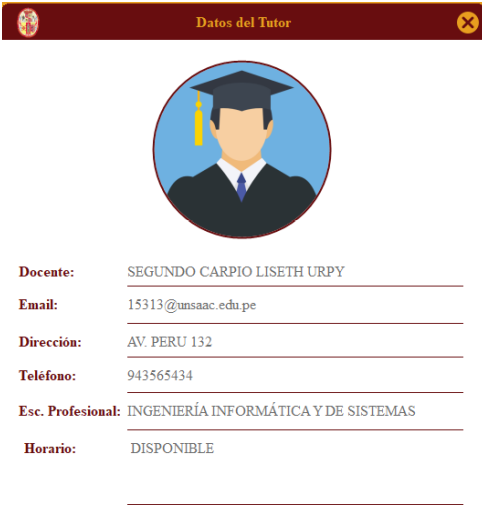 Datos del Tutor
Docente: SEGUNDO CARPIO LISETH URPY
Email: 15313@unsaac.edu.pe
Dirección: AV. PERU 132
Teléfono: 943565434
Esc. Profesional: INGENIERÍA INFORMÁTICA Y DE SISTEMAS
Horario: DISPONIBLE